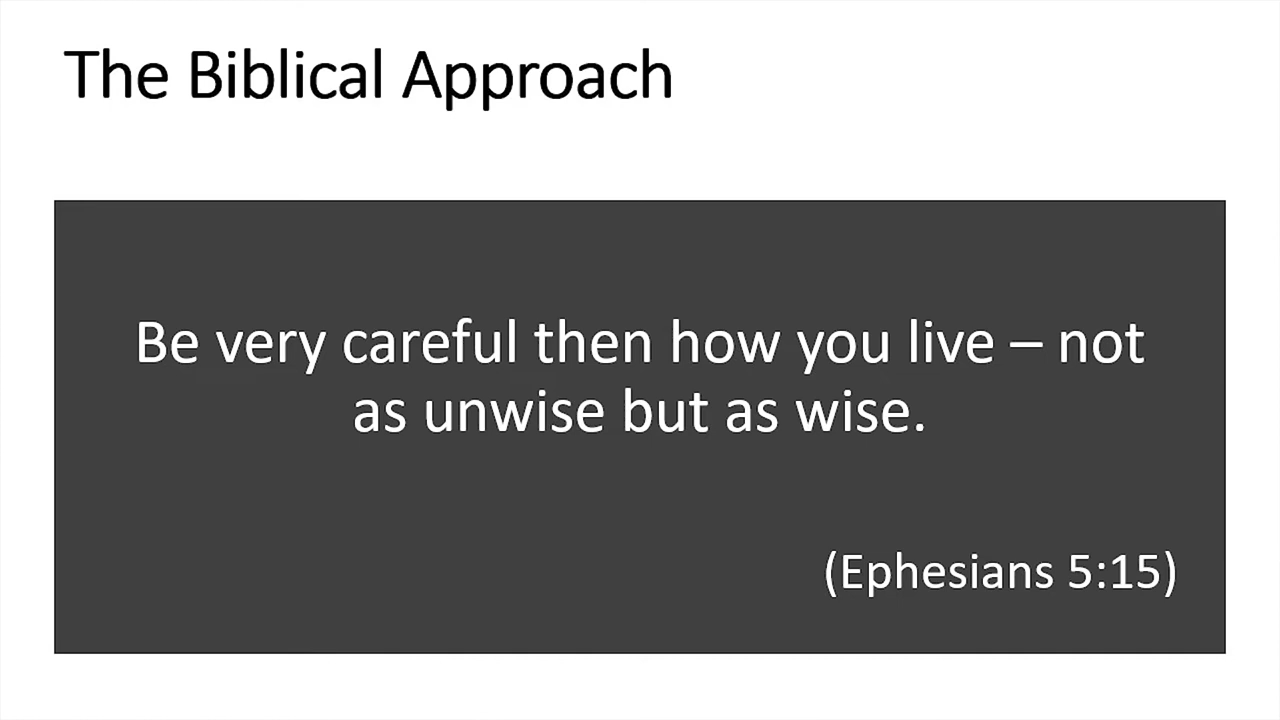 The Biblical Approach
Be very careful then how you live – not
as unwise but as wise.
(Ephesians 5:15)